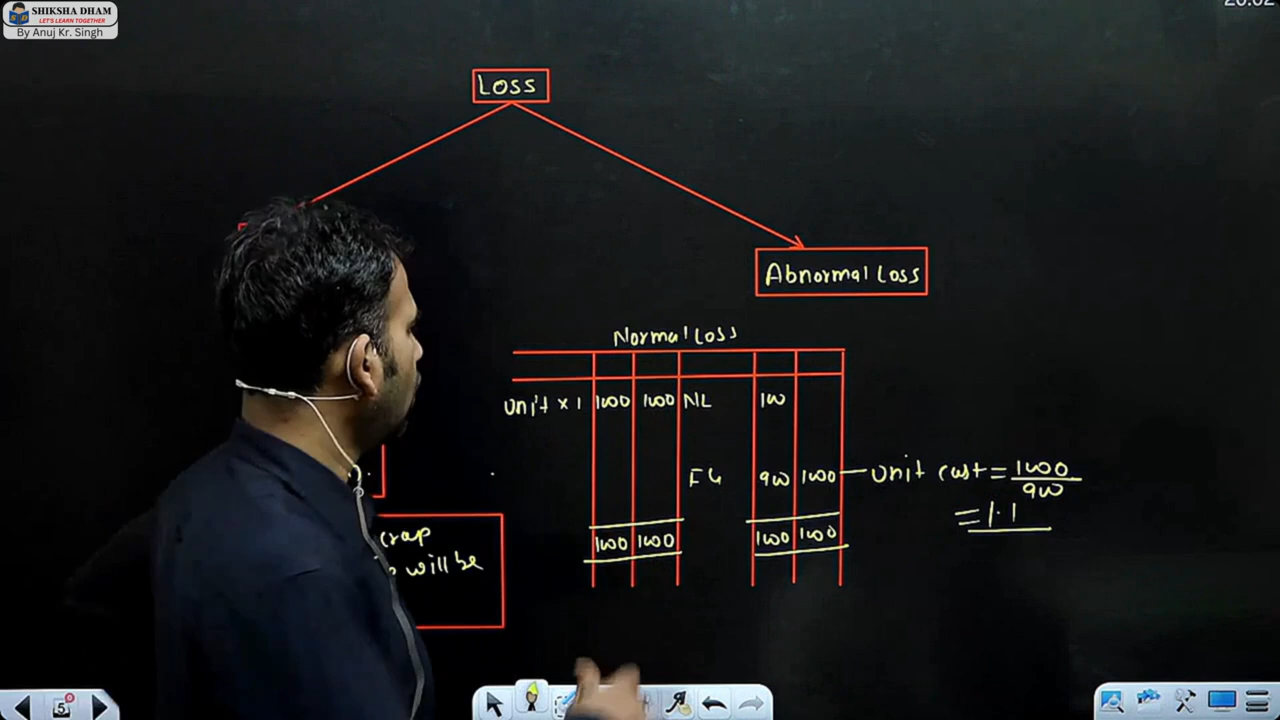 SHIKSHA DHAM
LET'S LEARN TOGETHER
By Anuj Kr. Singh
Loss
Abnormal Loss
Normal Loss
Unit x 1 1000 1000 NL 100
FG 900 1000 — Unit cost = 1000
900
= 1.1
1000 1000 1000 1000
will be
5